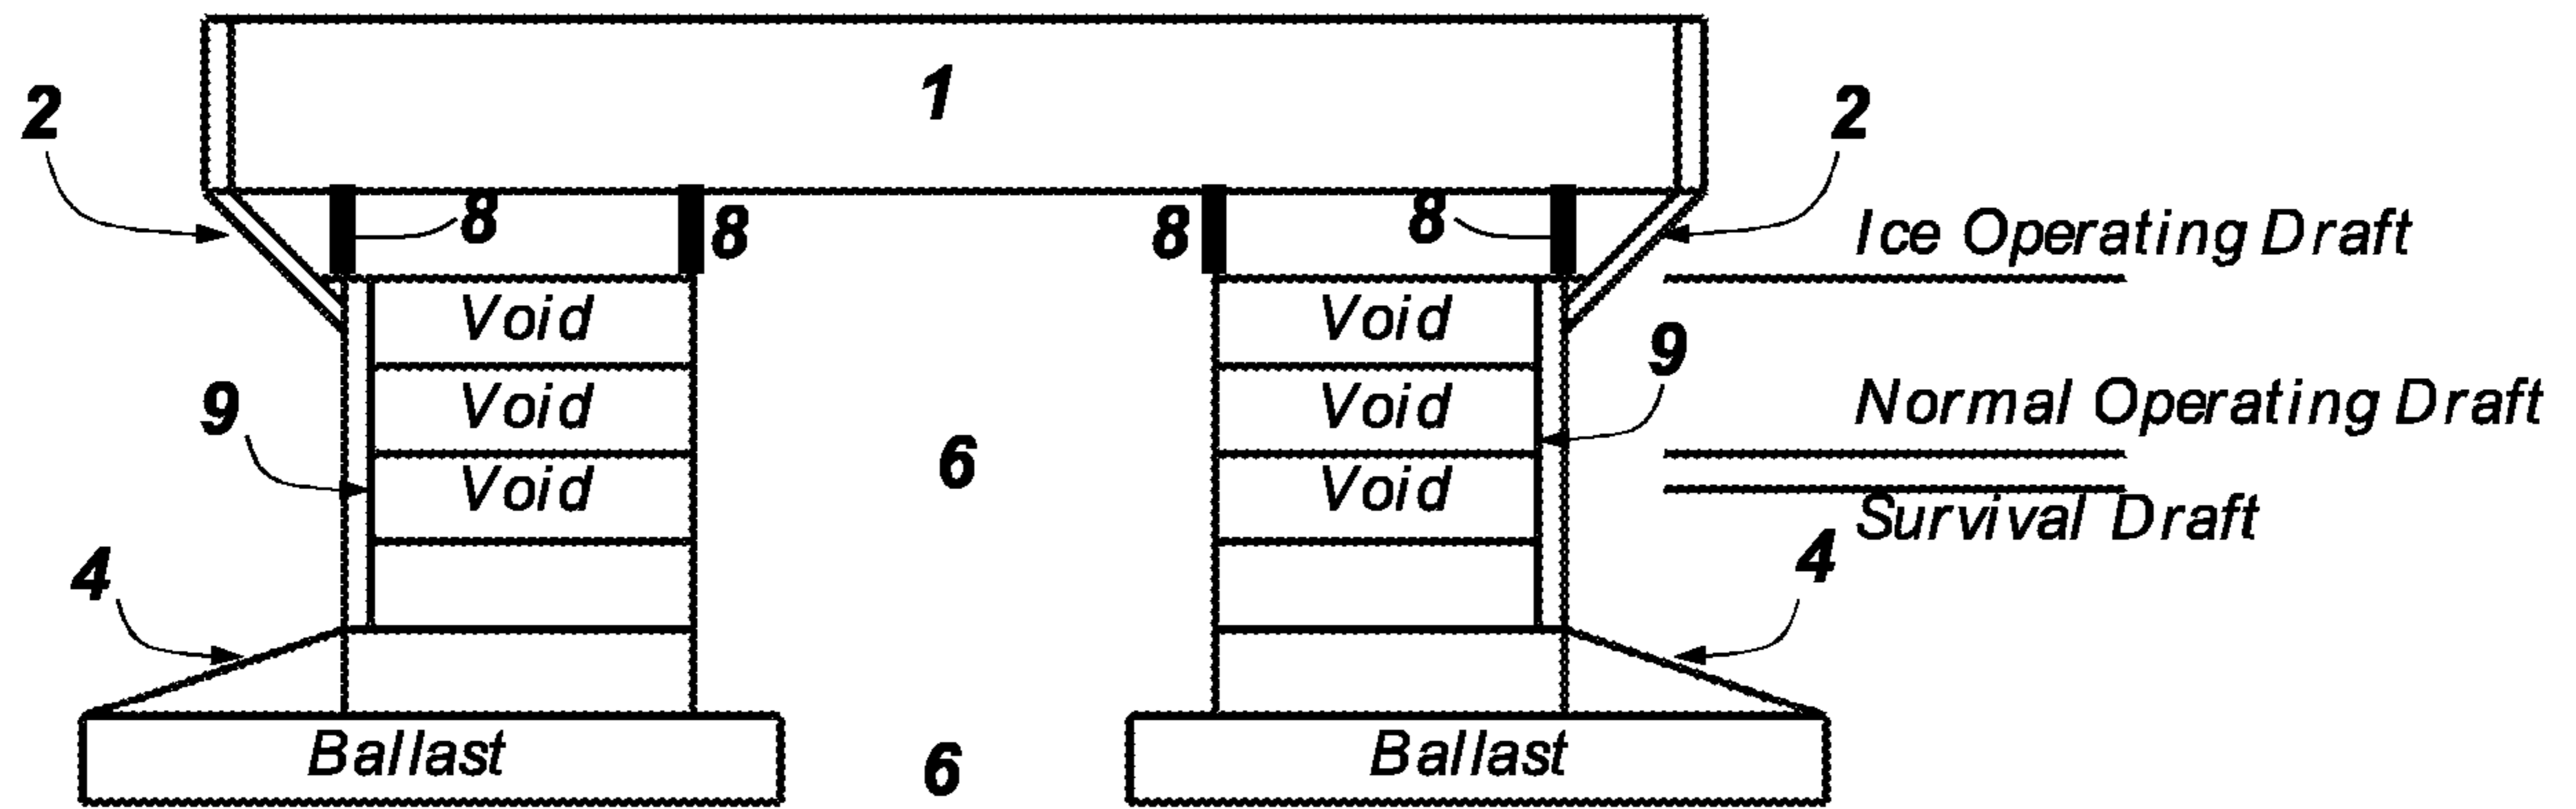 1
2
2
8
8
8
8
Ice Operating Draft
Void
Void
9
9
Void
Void
Normal Operating Draft
6
Void
Void
Survival Draft
4
4
Ballast
6
Ballast